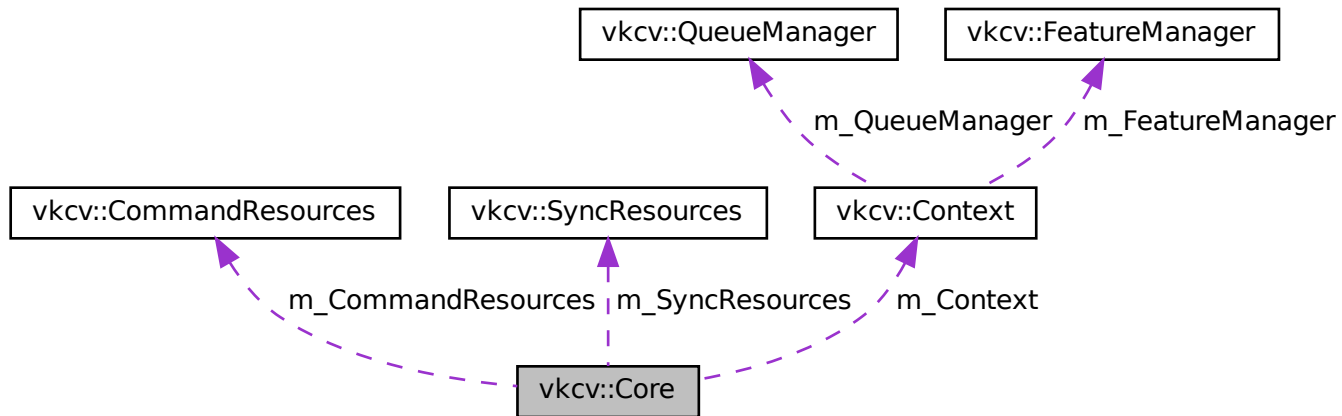 vkcv::QueueManager
vkcv::FeatureManager
m_QueueManager
m_FeatureManager
vkcv::CommandResources
vkcv::SyncResources
vkcv::Context
m_CommandResources
m_SyncResources
m_Context
vkcv::Core